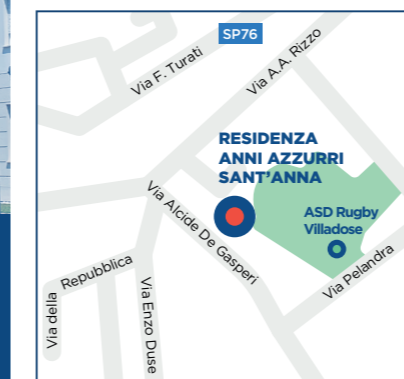 SP76
Via F. Turati
Via A.A. Rizzo
RESIDENZA
ANNI AZZURRI
SANT'ANNA
Via Alcide De Gasperi
ASD Rugby
Villadose
Via Pelandra
Via della
Repubblica
Via Enzo Duse